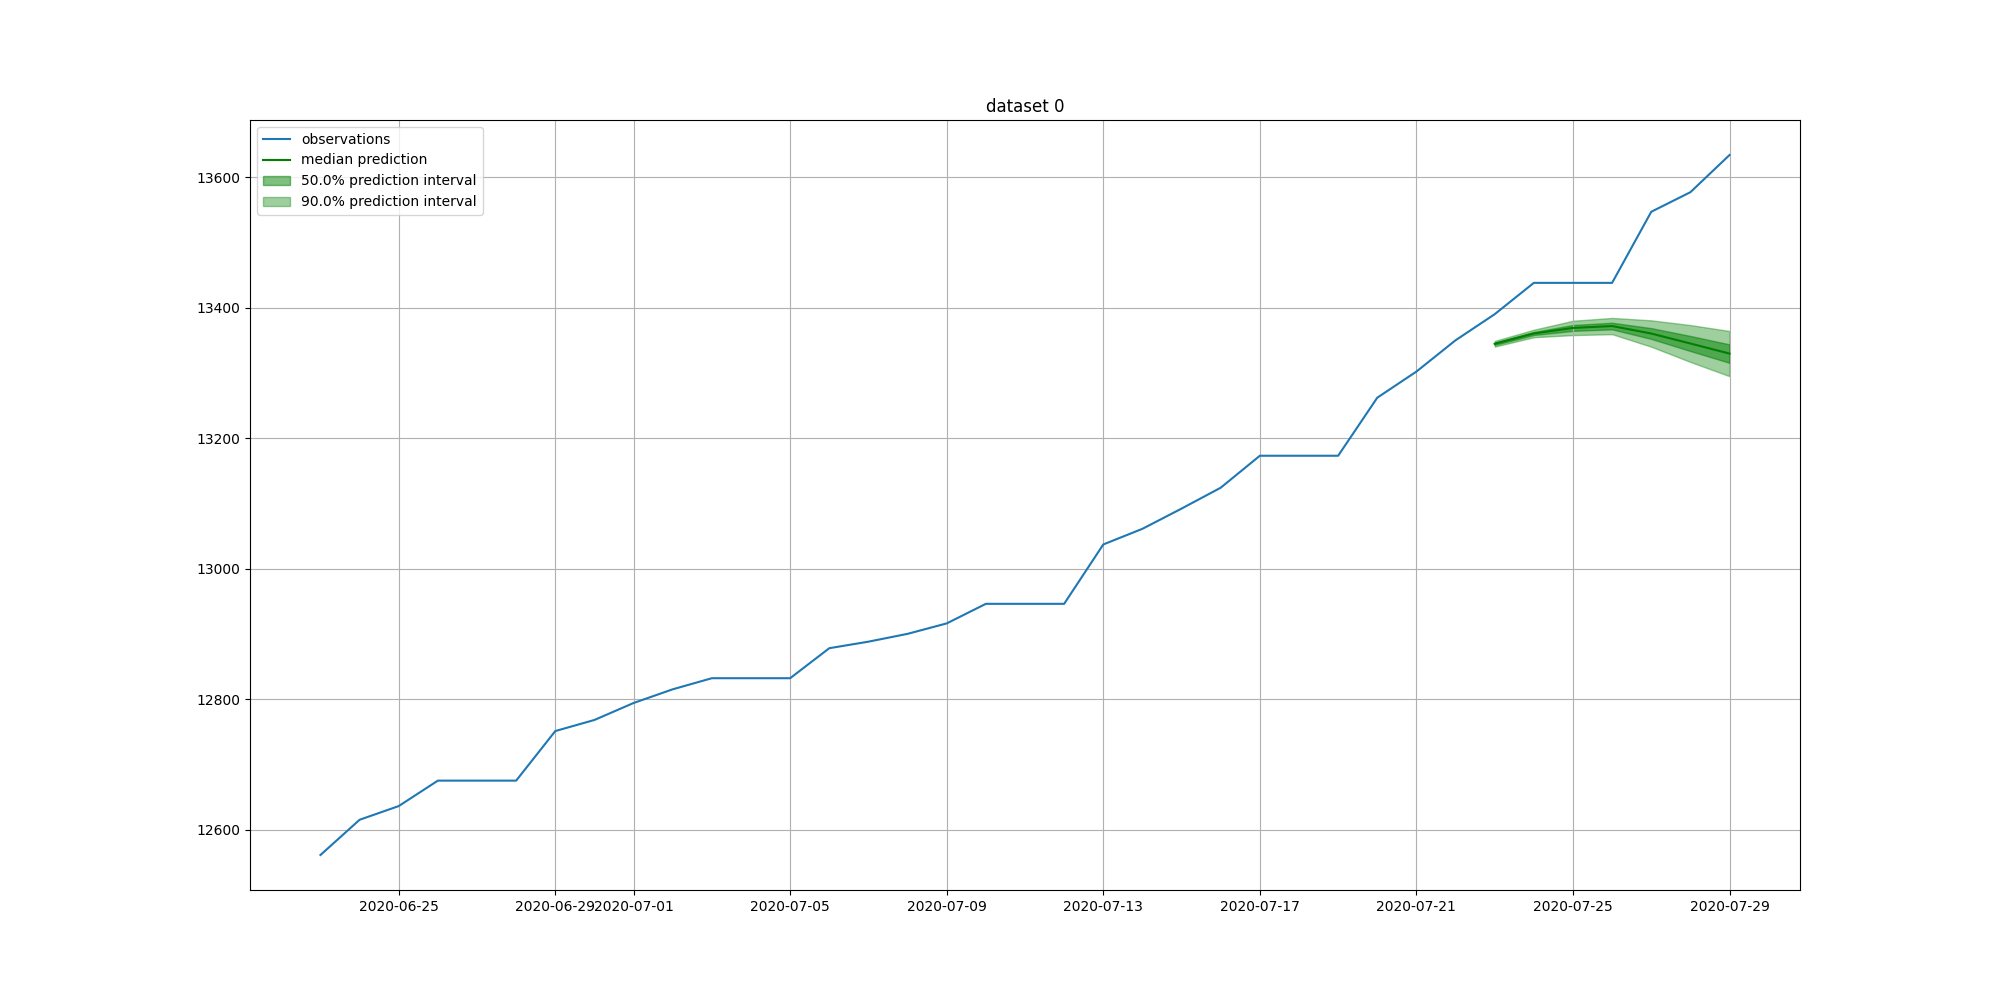 dataset 0
observations
median prediction
50.0% prediction interval
90.0% prediction interval
13600
13400
13200
13000
12800
12600
2020-06-25 2020-06-29 2020-07-01 2020-07-05 2020-07-09 2020-07-13 2020-07-17 2020-07-21 2020-07-25 2020-07-29